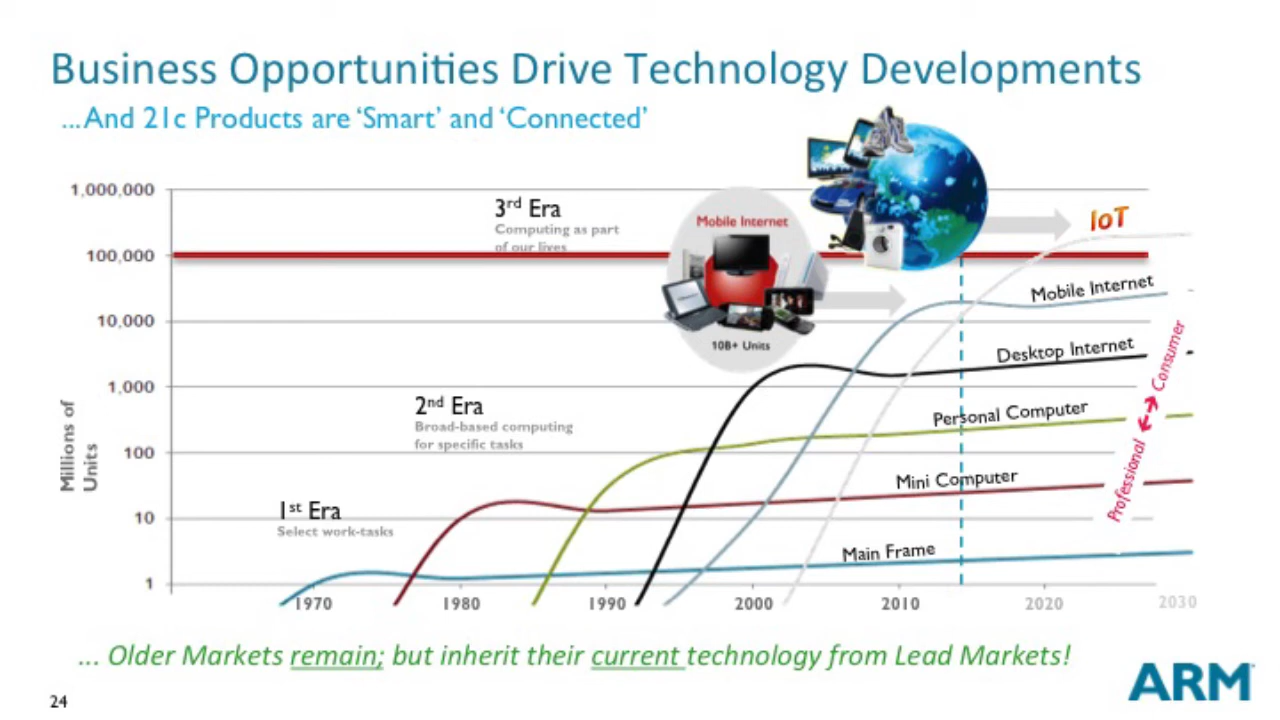 Business Opportunities Drive Technology Developments
...And 21c Products are ‘Smart’ and ‘Connected’
1,000,000
100,000
10,000
1,000
100
10
1
Millions of
Units
3rd Era
Computing as part
of our lives
2nd Era
Broad-based computing
for specific tasks
1st Era
Select work-tasks
Mobile Internet
10B+ Units
IoT
Mobile Internet
Desktop Internet
Personal Computer
Mini Computer
Main Frame
Professional
Consumer
1970
1980
1990
2000
2010
2020
2030
... Older Markets remain; but inherit their current technology from Lead Markets!
24
ARM